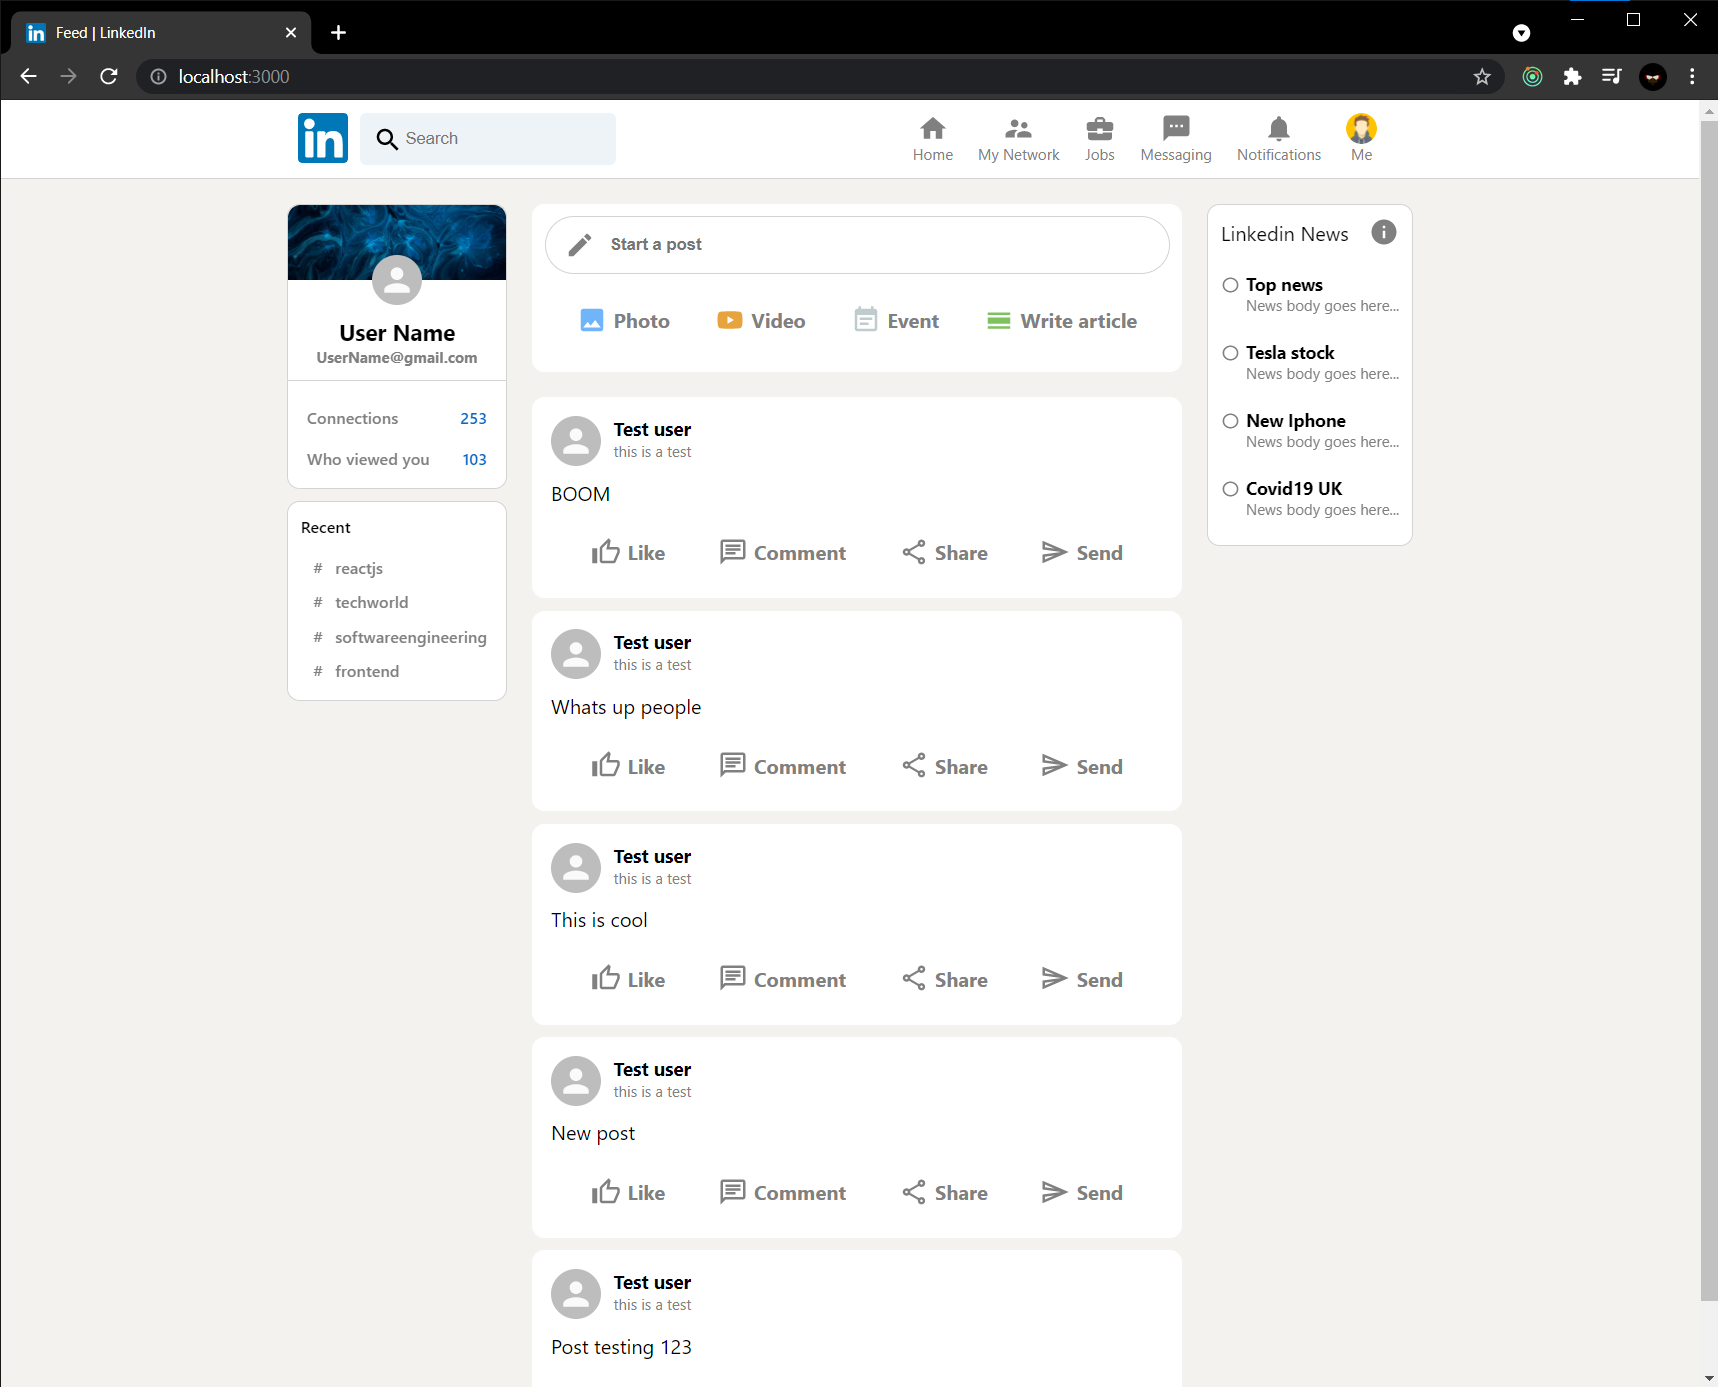 Feed | LinkedIn
localhost:3000
in
Search
Home
My Network
Jobs
Messaging
Notifications
Me
User Name
UserName@gmail.com
Connections 253
Who viewed you 103
Recent
# reactjs
# techworld
# softwareengineering
# frontend
Start a post
Photo Video Event Write article
Test user
this is a test
BOOM
Like Comment Share Send
Test user
this is a test
Whats up people
Like Comment Share Send
Test user
this is a test
This is cool
Like Comment Share Send
Test user
this is a test
New post
Like Comment Share Send
Test user
this is a test
Post testing 123
Linkedin News
Top news
News body goes here...
Tesla stock
News body goes here...
New Iphone
News body goes here...
Covid19 UK
News body goes here...